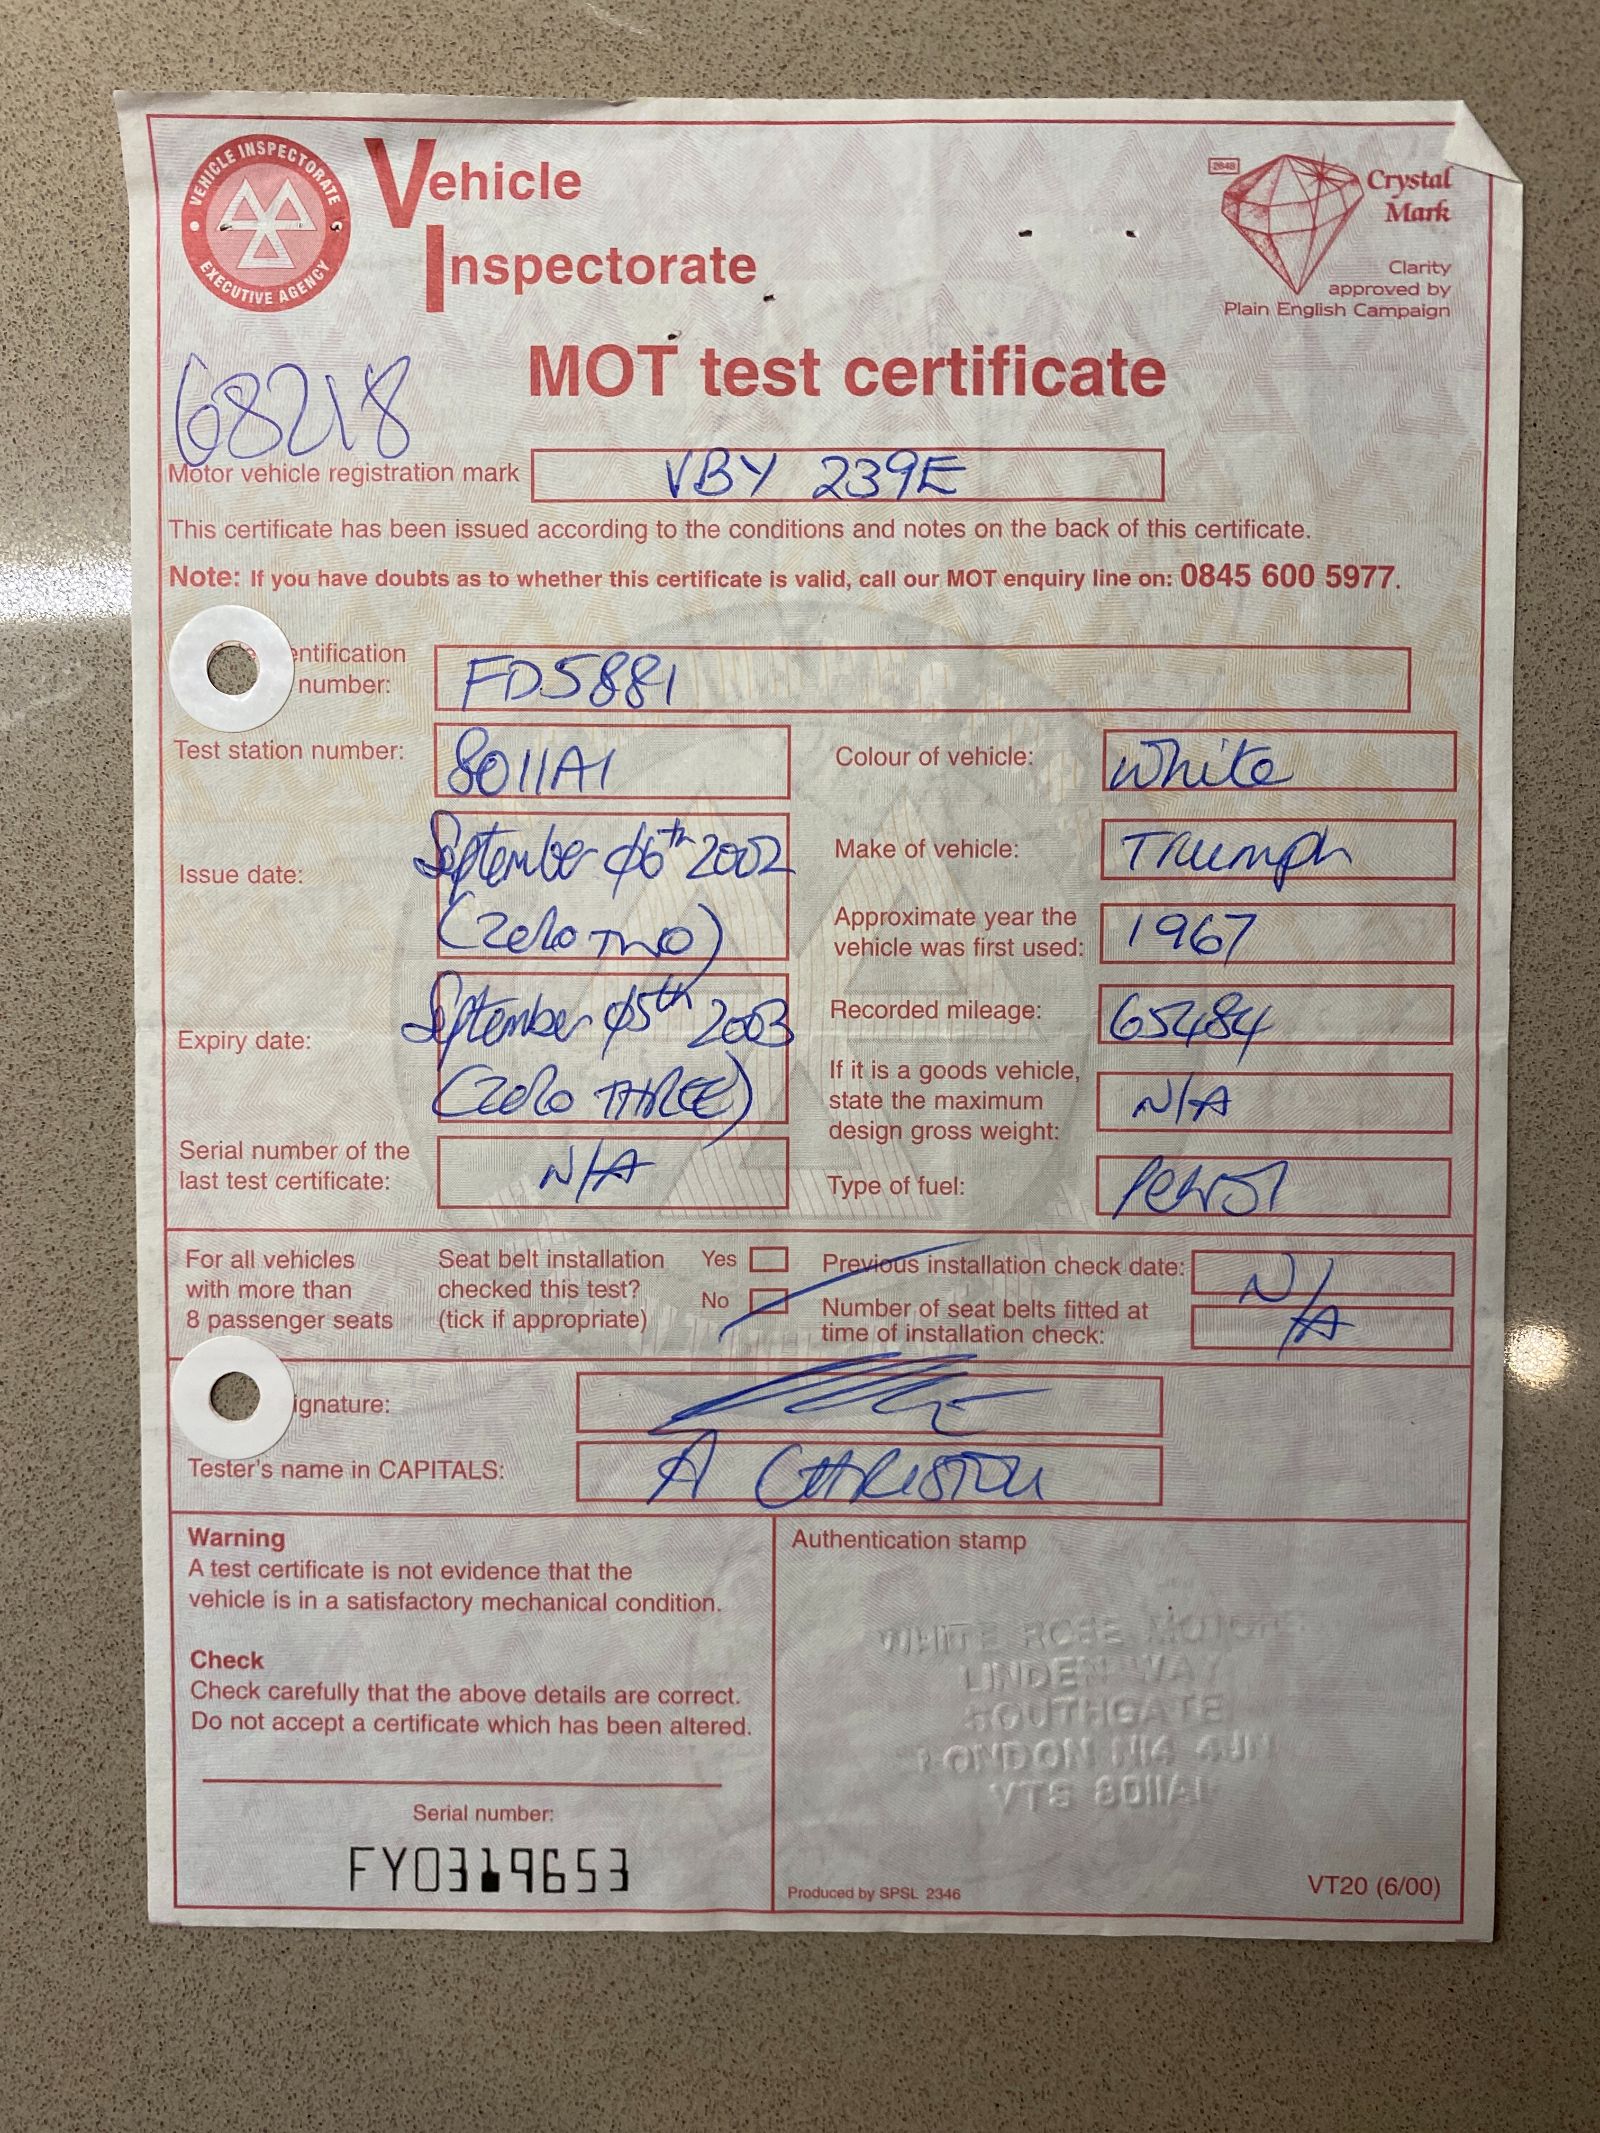 VEHICLE INSPECTORATE
EXECUTIVE AGENCY
Vehicle
Inspectorate
2848
Crystal
Mark
Clarity
approved by
Plain English Campaign
MOT test certificate
68218
Motor vehicle registration mark
VBY 239E
This certificate has been issued according to the conditions and notes on the back of this certificate.
Note: If you have doubts as to whether this certificate is valid, call our MOT enquiry line on: 0845 600 5977.
entification
number:
FD5881
Test station number:
8011A1
Colour of vehicle:
White
Issue date:
September 06th 2002
(Zero TWO)
Make of vehicle:
Triumph
Approximate year the
vehicle was first used:
1967
Expiry date:
September 05th 2003
(Zero THREE)
Recorded mileage:
65484
If it is a goods vehicle,
state the maximum
design gross weight:
N/A
Serial number of the
last test certificate:
N/A
Type of fuel:
Petrol
For all vehicles
with more than
8 passenger seats
Seat belt installation
checked this test?
(tick if appropriate)
Yes
No
Previous installation check date:
Number of seat belts fitted at
time of installation check:
N/A
ignature:
Tester's name in CAPITALS:
A CHRISTOU
Warning
A test certificate is not evidence that the
vehicle is in a satisfactory mechanical condition.
Check
Check carefully that the above details are correct.
Do not accept a certificate which has been altered.
Serial number:
FY0319653
Authentication stamp
WHITE ROSE MOTORS
LINDEN WAY
SOUTHGATE
LONDON N14 4JN
VTS 8011A1
Produced by SPSL 2346
VT20 (6/00)